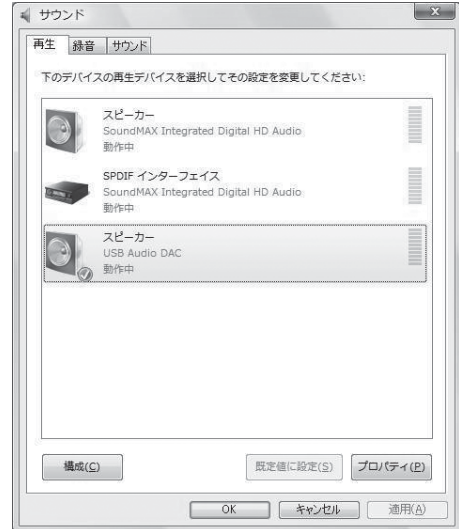 サウンド
再生 録音 サウンド
下のデバイスの再生デバイスを選択してその設定を変更してください:
スピーカー
SoundMAX Integrated Digital HD Audio
動作中
SPDIF インターフェイス
SoundMAX Integrated Digital HD Audio
動作中
スピーカー
USB Audio DAC
動作中
構成(C) 既定値に設定(S) プロパティ(P)
OK キャンセル 適用(A)